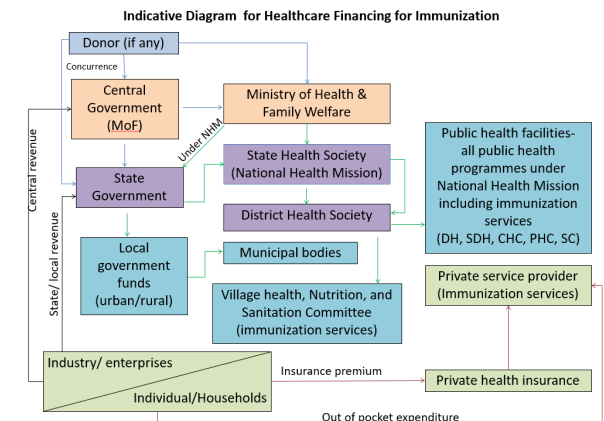 Indicative Diagram for Healthcare Financing for Immunization
Donor (if any)
Concurrence
Central
Government
(MoF)
Ministry of Health &
Family Welfare
Under NHM
Central revenue
State/ local revenue
State
Government
State Health Society
(National Health Mission)
District Health Society
Public health facilities-
all public health
programmes under
National Health Mission
including immunization
services
(DH, SDH, CHC, PHC, SC)
Local
government
funds
(urban/rural)
Municipal bodies
Village health, Nutrition, and
Sanitation Committee
(immunization services)
Private service provider
(Immunization services)
Industry/ enterprises
Individual/Households
Insurance premium
Private health insurance
Out of pocket expenditure